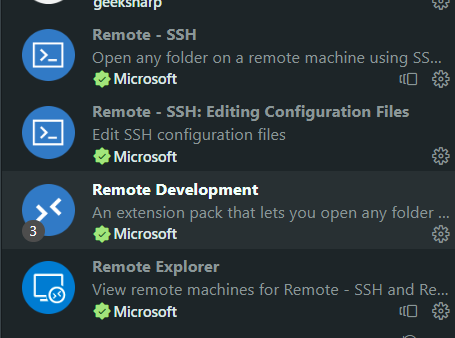 geeksharp
Remote - SSH
Open any folder on a remote machine using SS...
Microsoft
Remote - SSH: Editing Configuration Files
Edit SSH configuration files
Microsoft
Remote Development
An extension pack that lets you open any folder ...
3
Microsoft
Remote Explorer
View remote machines for Remote - SSH and Re...
Microsoft